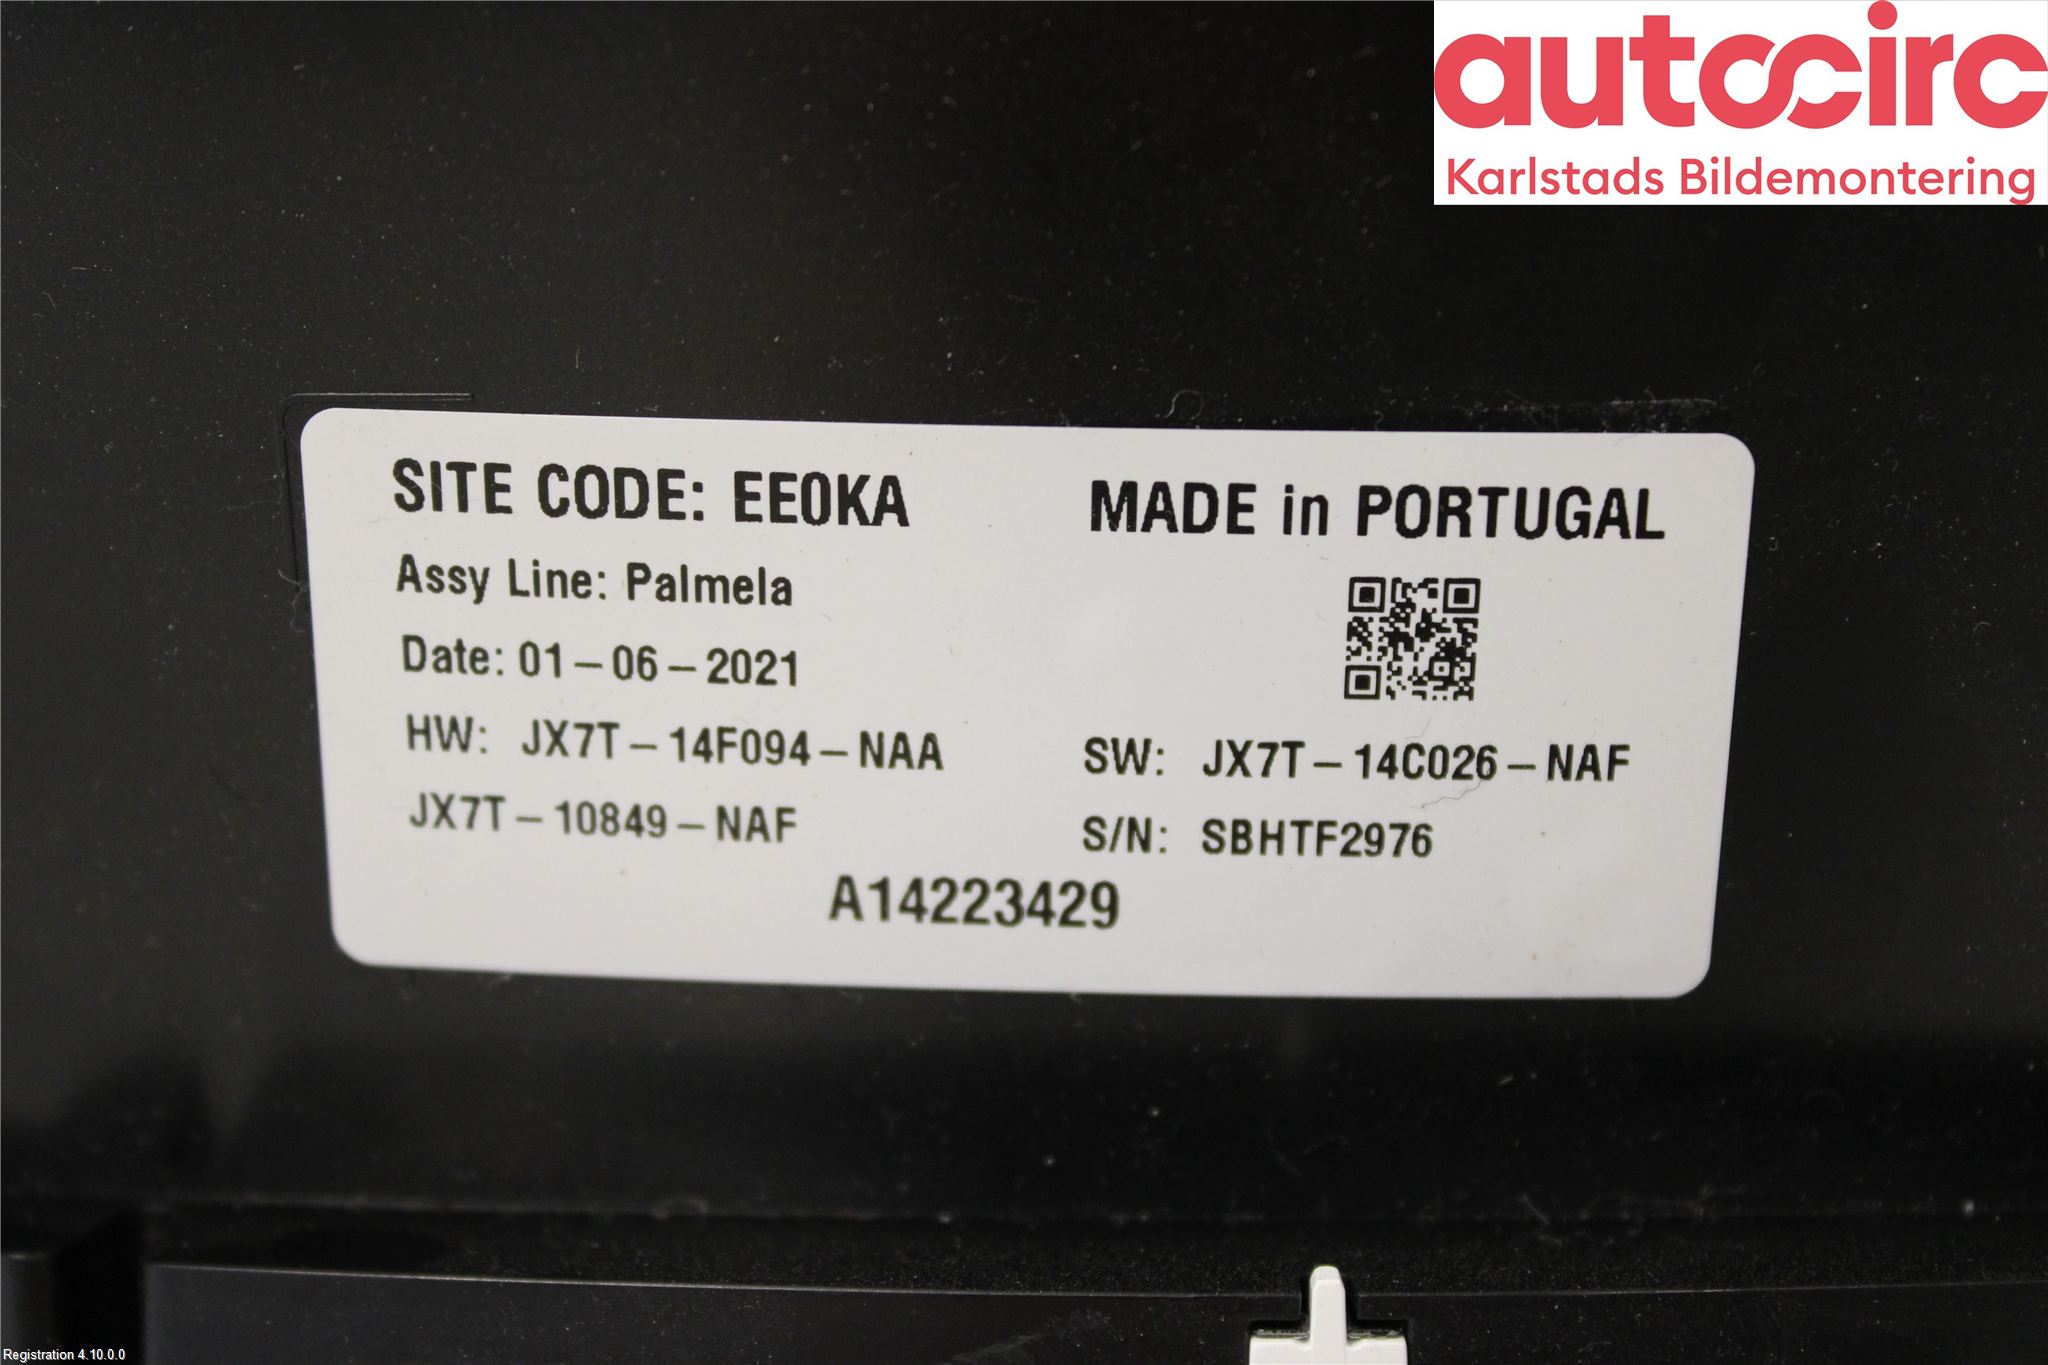 autocirc
Karlstads Bildemontering
SITE CODE: EE0KA
MADE in PORTUGAL
Assy Line: Palmela
Date: 01-06-2021
HW: JX7T-14F094-NAA
SW: JX7T-14C026-NAF
JX7T-10849-NAF
S/N: SBHTF2976
A14223429
Registration 4.10.0.0